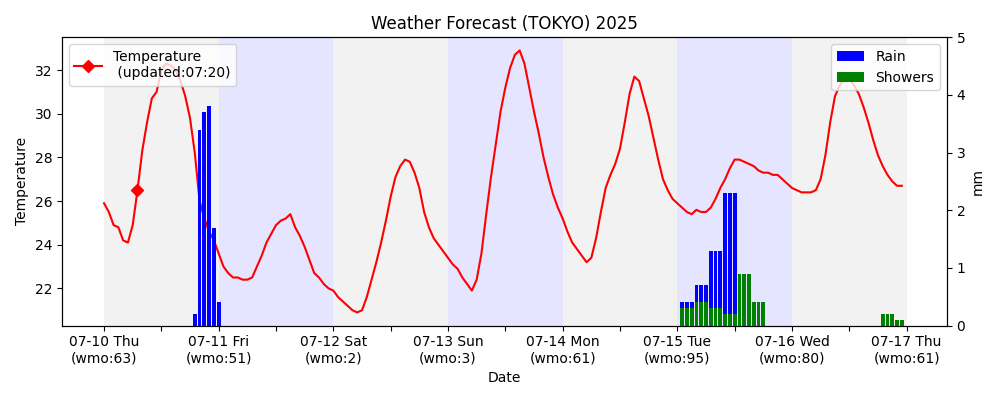 Weather Forecast (TOKYO) 2025
Temperature
(updated:07:20)
Rain
Showers
Temperature
32
30
28
26
24
22
5
4
3
2
1
0
mm
07-10 Thu
(wmo:63)
07-11 Fri
(wmo:51)
07-12 Sat
(wmo:2)
07-13 Sun
(wmo:3)
07-14 Mon
(wmo:61)
07-15 Tue
(wmo:95)
07-16 Wed
(wmo:80)
07-17 Thu
(wmo:61)
Date